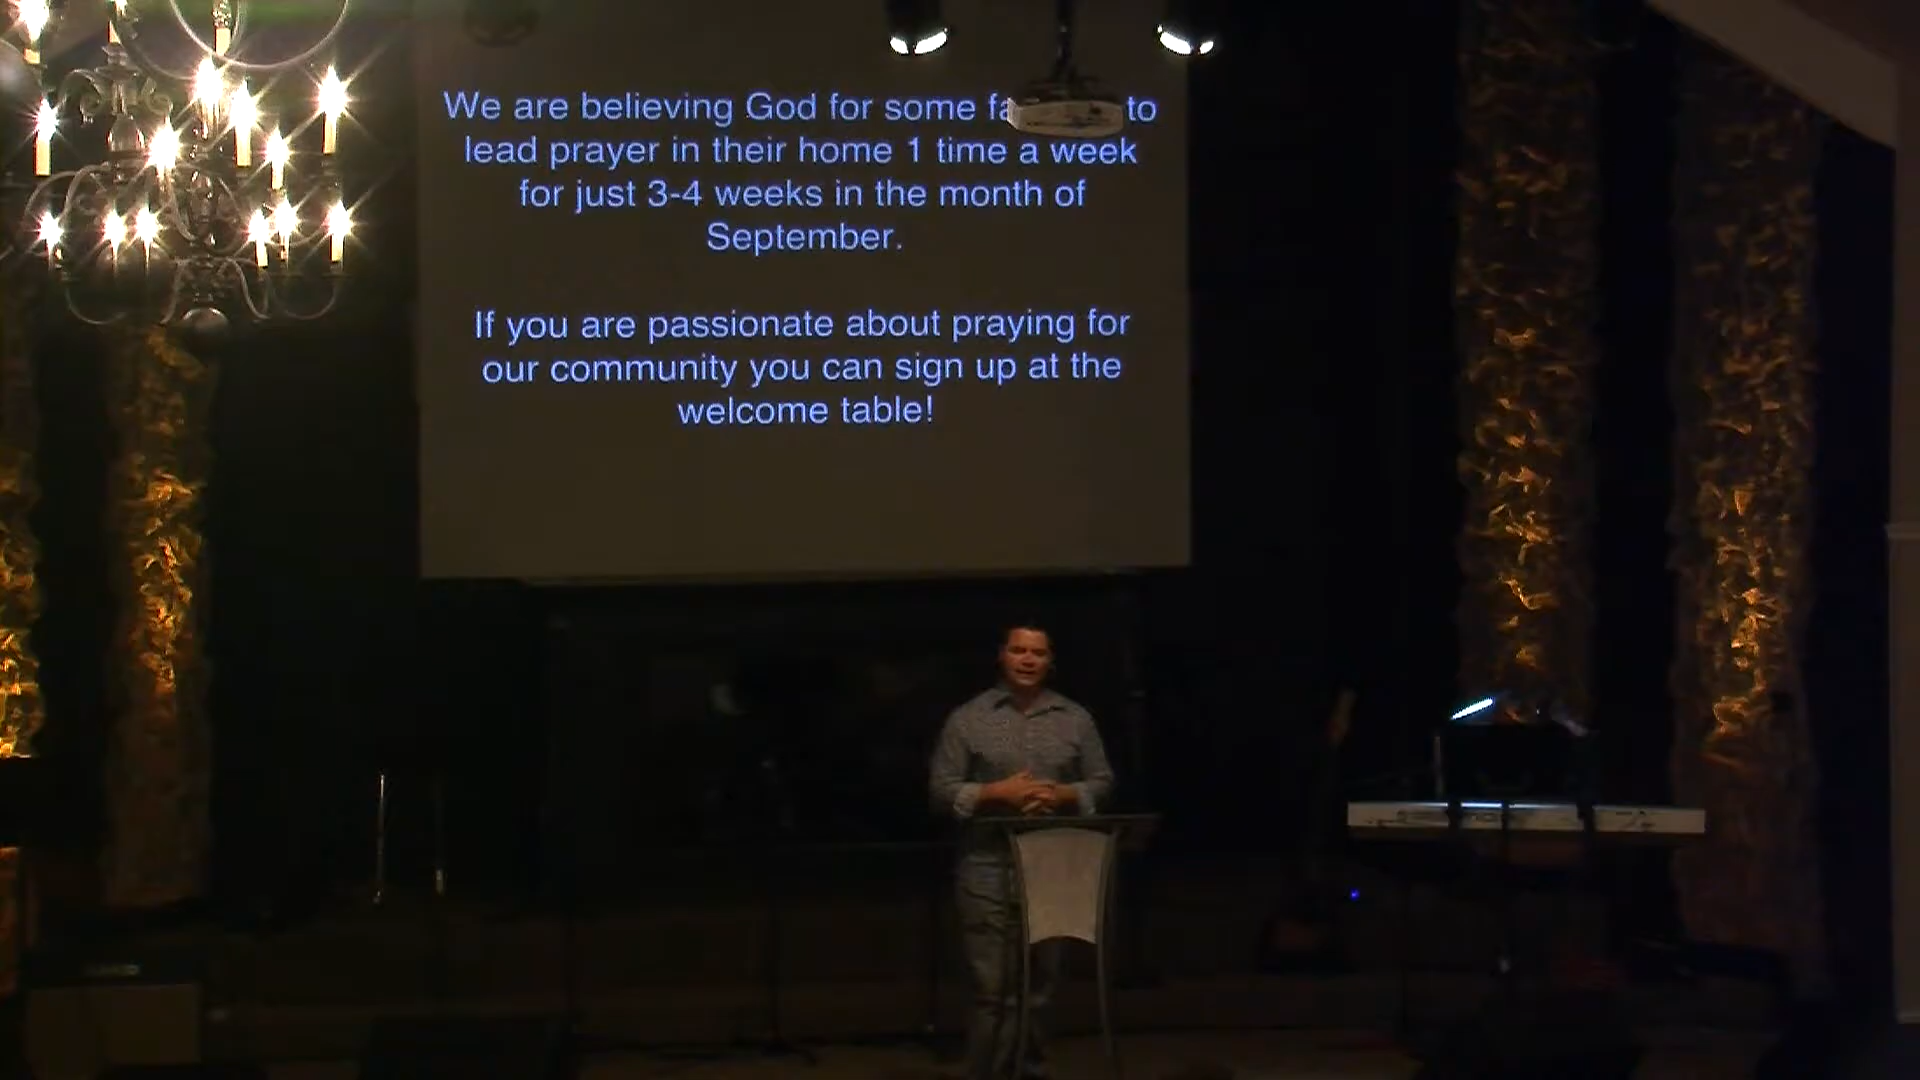 We are believing God for some fa to
lead prayer in their home 1 time a week
for just 3-4 weeks in the month of
September.
If you are passionate about praying for
our community you can sign up at the
welcome table!